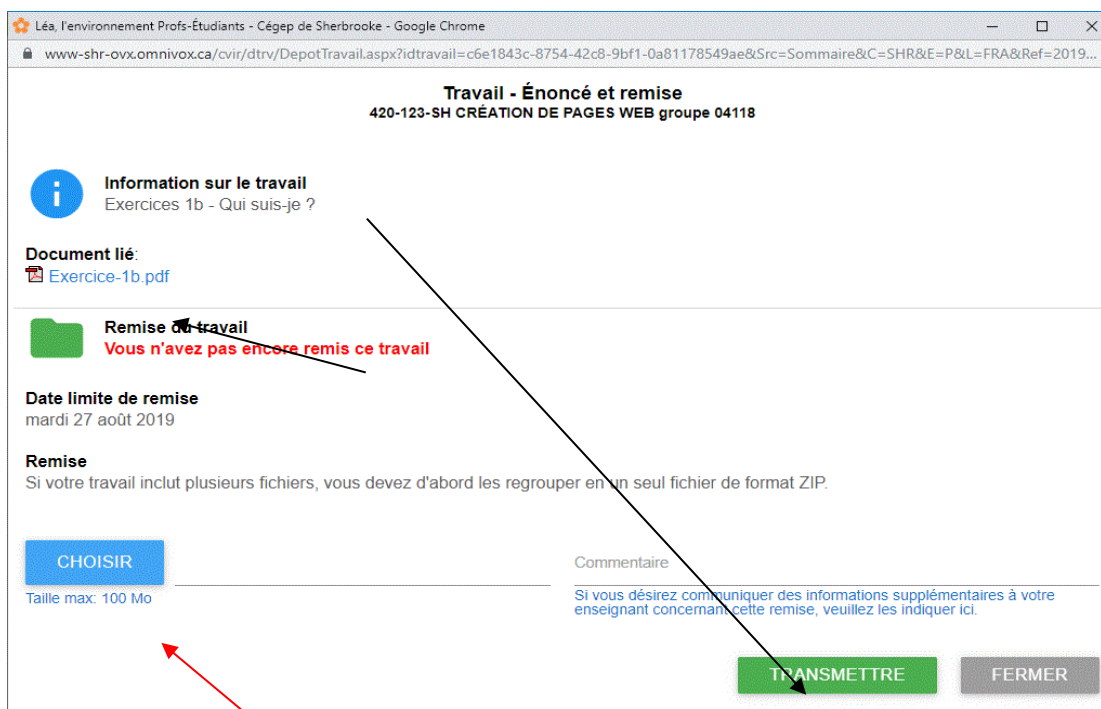 Léa, l'environnement Profs-Étudiants - Cégep de Sherbrooke - Google Chrome
www-shr-ovx.omnivox.ca/cvir/dtrv/DepotTravail.aspx?idtravail=c6e1843c-8754-42c8-9bf1-0a81178549ae&Src=Sommaire&C=SHR&E=P&L=FRA&Ref=2019...
Travail - Énoncé et remise
420-123-SH CRÉATION DE PAGES WEB groupe 04118
Information sur le travail
Exercices 1b - Qui suis-je ?
Document lié:
Exercice-1b.pdf
Remise du travail
Vous n'avez pas encore remis ce travail
Date limite de remise
mardi 27 août 2019
Remise
Si votre travail inclut plusieurs fichiers, vous devez d'abord les regrouper en un seul fichier de format ZIP.
CHOISIR
Commentaire
Taille max: 100 Mo
Si vous désirez communiquer des informations supplémentaires à votre
enseignant concernant cette remise, veuillez les indiquer ici.
TRANSMETTRE
FERMER